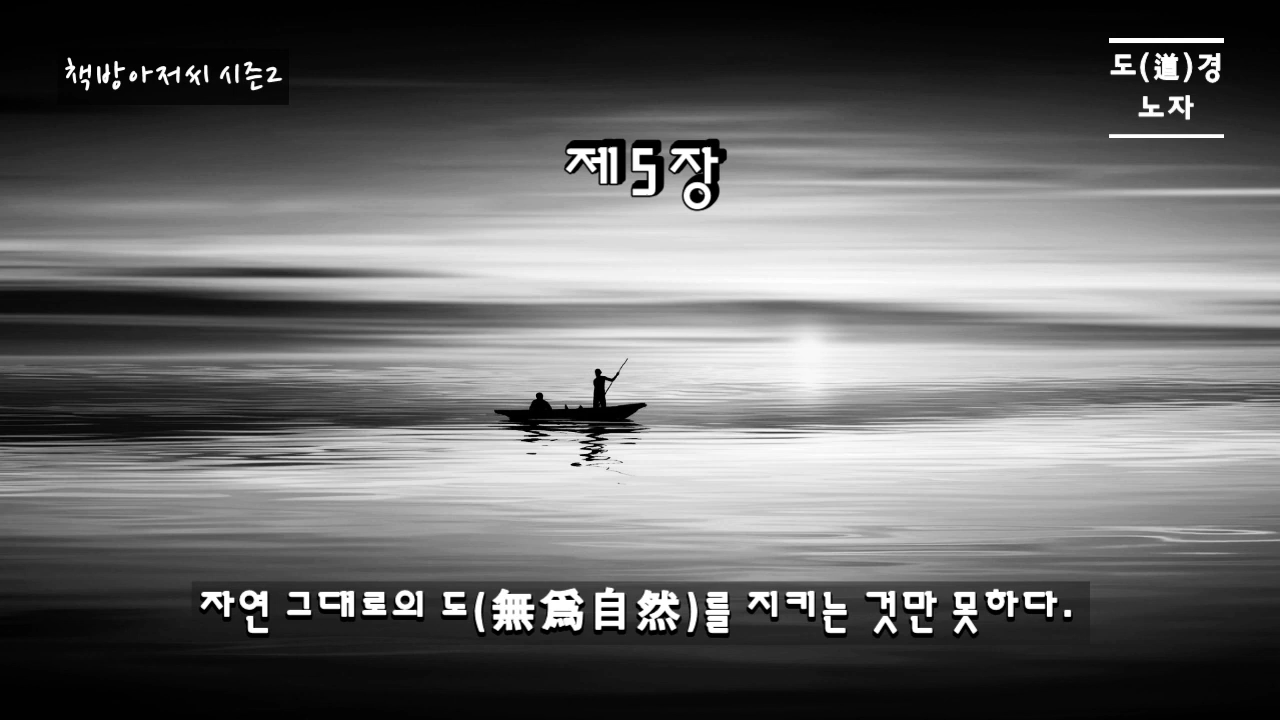 책방아저씨 시즌2
도(道)경
노자
제5장
자연 그대로의 도(無爲自然)를 지키는 것만 못하다.